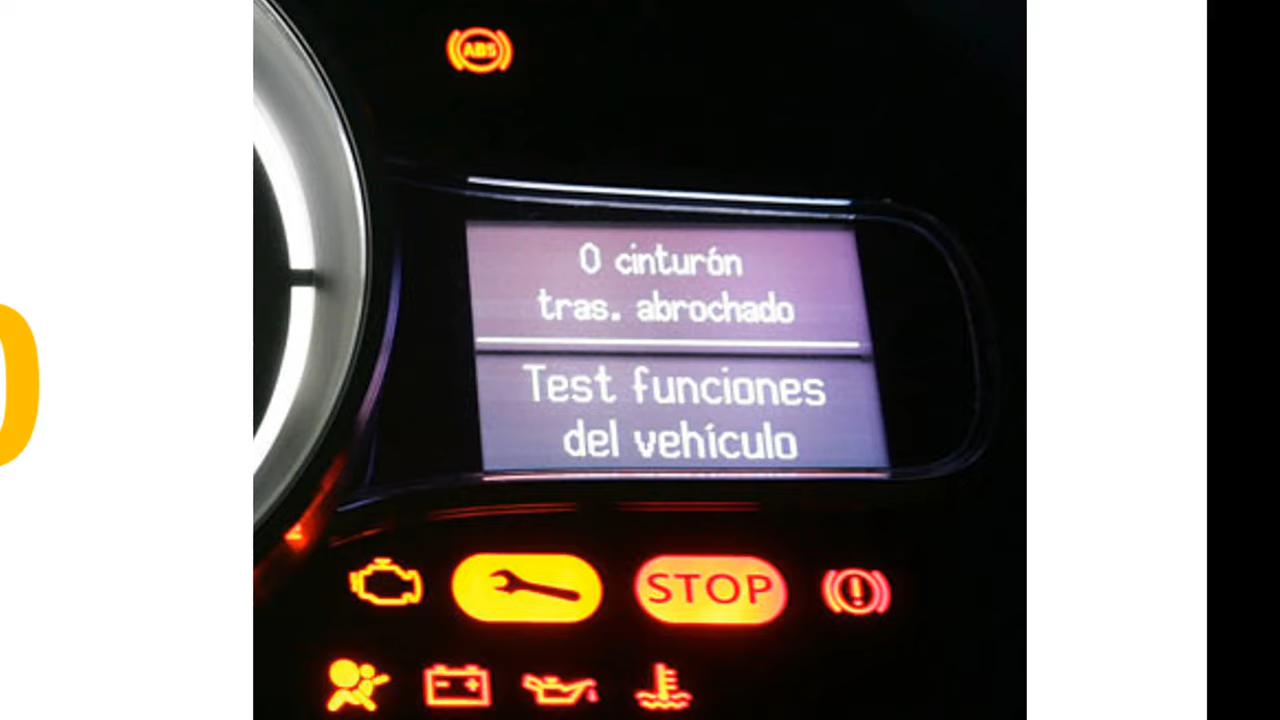 ABS
0 cinturón
tras. abrochado
Test funciones
del vehículo
STOP